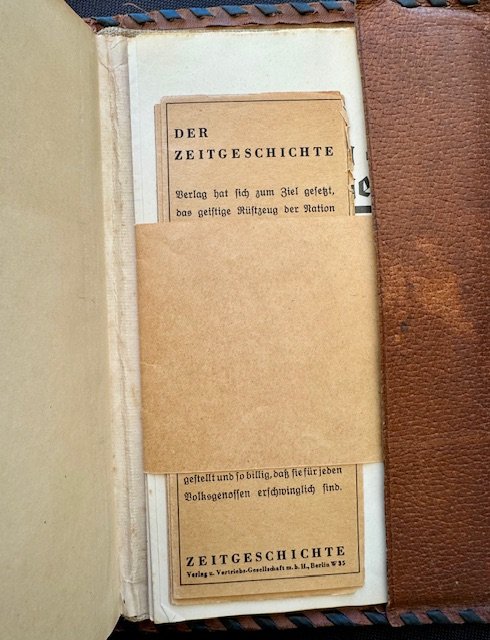 DER
ZEITGESCHICHTE
Verlag hat sich zum Ziel gesetzt,
das geistige Rüstzeug der Nation
gestellt und so billig, daß sie für jeden
Volksgenossen erschwinglich sind.
ZEITGESCHICHTE
Verlag u. Vertriebs-Gesellschaft m. b. H., Berlin W 35